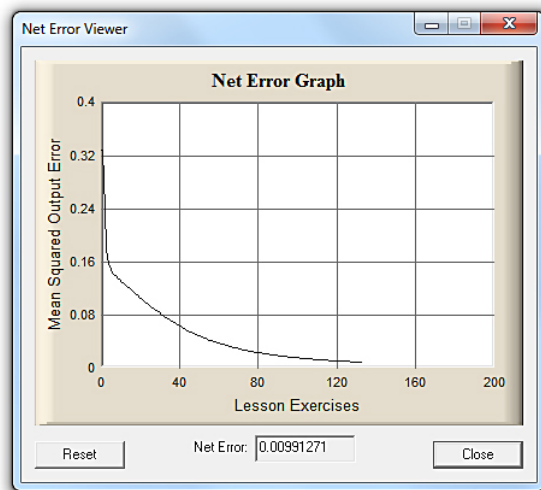 Net Error Viewer
Net Error Graph
Mean Squared Output Error
0.4
0.32
0.24
0.16
0.08
0
0 40 80 120 160 200
Lesson Exercises
Reset
Net Error: 0.00991271
Close